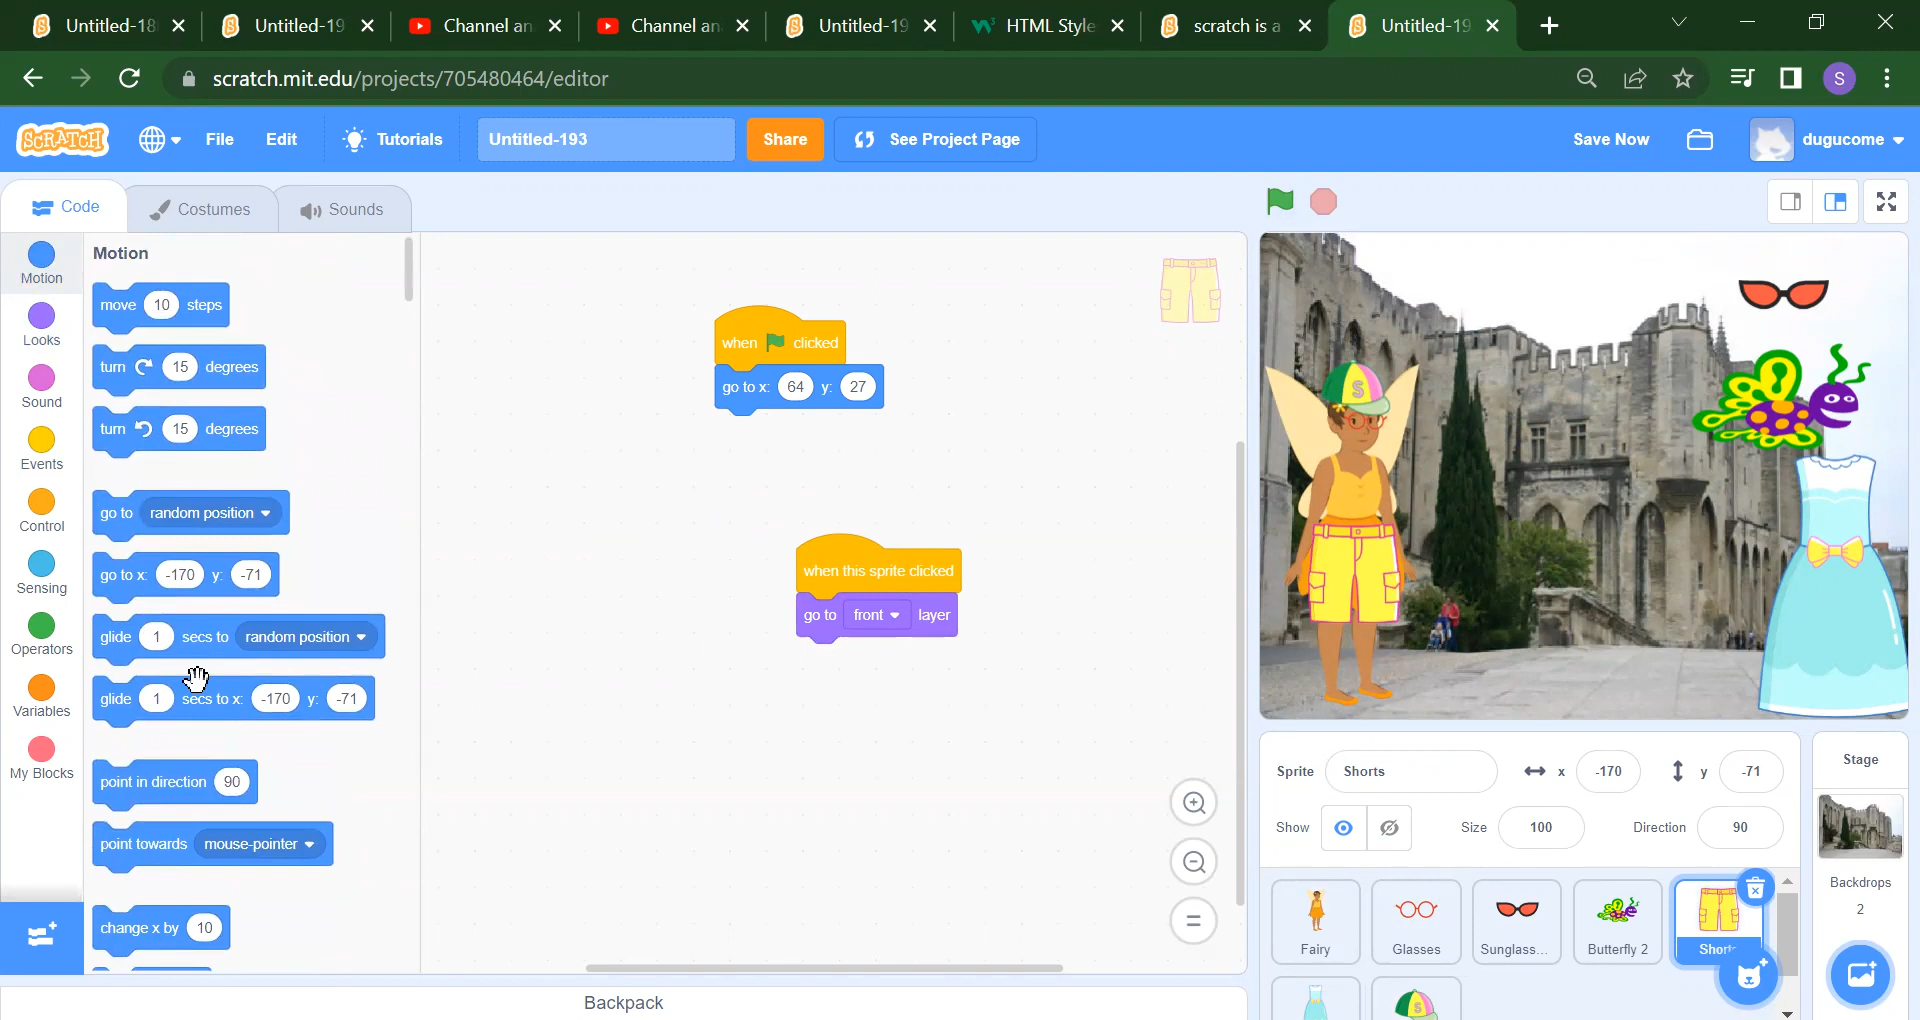 Untitled-18
Untitled-19
Channel an
Channel an
Untitled-19
HTML Style
scratch is a
Untitled-19
scratch.mit.edu/projects/705480464/editor
S
SCRATCH
File
Edit
Tutorials
Untitled-193
Share
See Project Page
Save Now
dugucome
Code
Costumes
Sounds
Motion
Looks
Sound
Events
Control
Sensing
Operators
Variables
My Blocks
Motion
move 10 steps
turn 15 degrees
turn 15 degrees
go to random position
go to x: -170 y: -71
glide 1 secs to random position
glide 1 secs to x: -170 y: -71
point in direction 90
point towards mouse-pointer
change x by 10
when clicked
go to x: 64 y: 27
when this sprite clicked
go to front layer
S
Sprite Shorts x -170 y -71
Show Size 100 Direction 90
Fairy
Glasses
Sunglass...
Butterfly 2
Short
S
Stage
Backdrops
2
Backpack